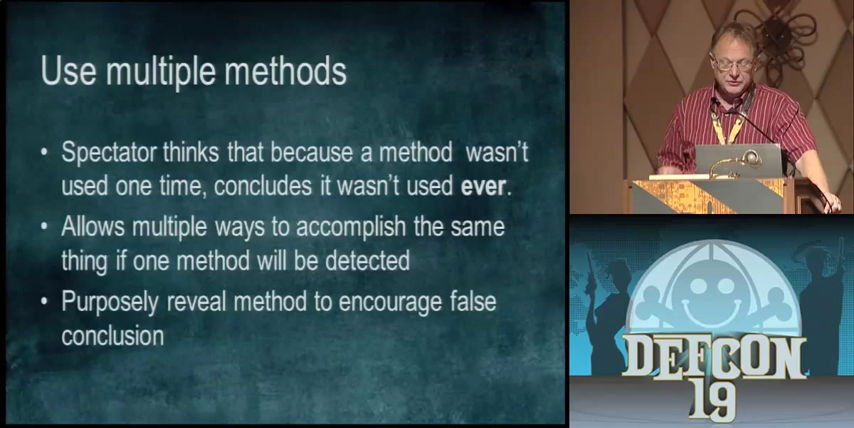 Use multiple methods
• Spectator thinks that because a method wasn't
used one time, concludes it wasn't used ever.
• Allows multiple ways to accomplish the same
thing if one method will be detected
• Purposely reveal method to encourage false
conclusion
DEFCON
19